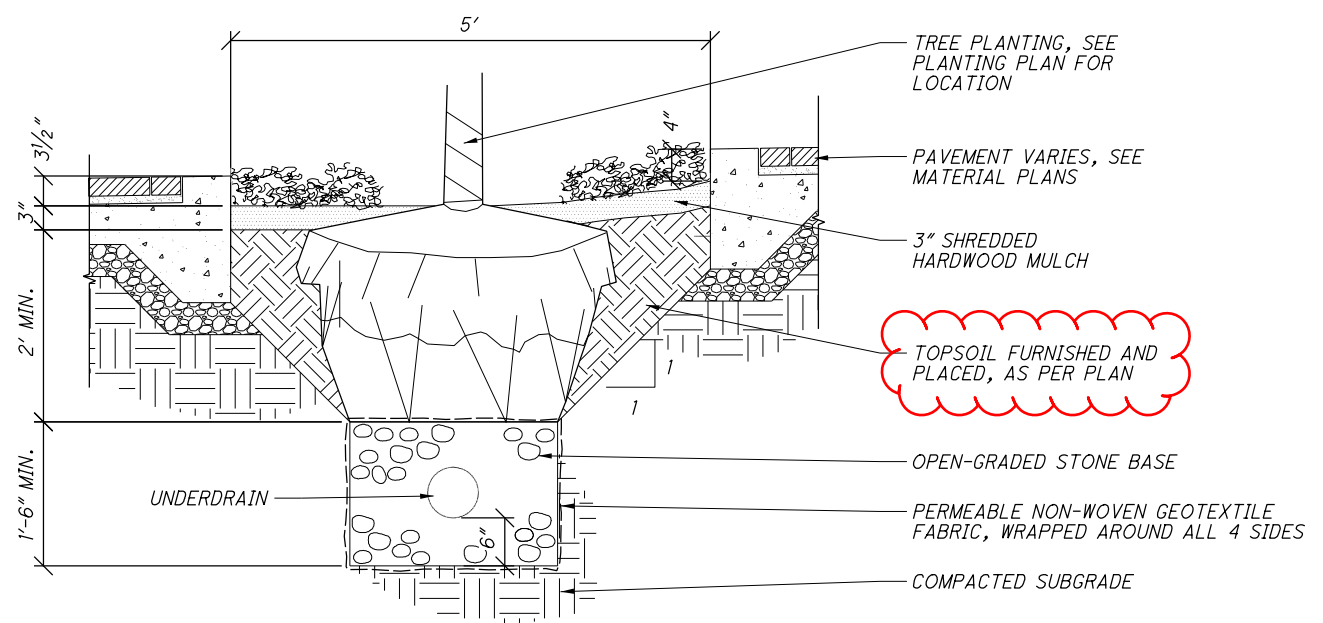 5'
TREE PLANTING, SEE
PLANTING PLAN FOR
LOCATION
3½"
4"
PAVEMENT VARIES, SEE
MATERIAL PLANS
3"
3" SHREDDED
HARDWOOD MULCH
2' MIN.
TOPSOIL FURNISHED AND
PLACED, AS PER PLAN
1
1
OPEN-GRADED STONE BASE
1'-6" MIN.
UNDERDRAIN
6"
PERMEABLE NON-WOVEN GEOTEXTILE
FABRIC, WRAPPED AROUND ALL 4 SIDES
COMPACTED SUBGRADE